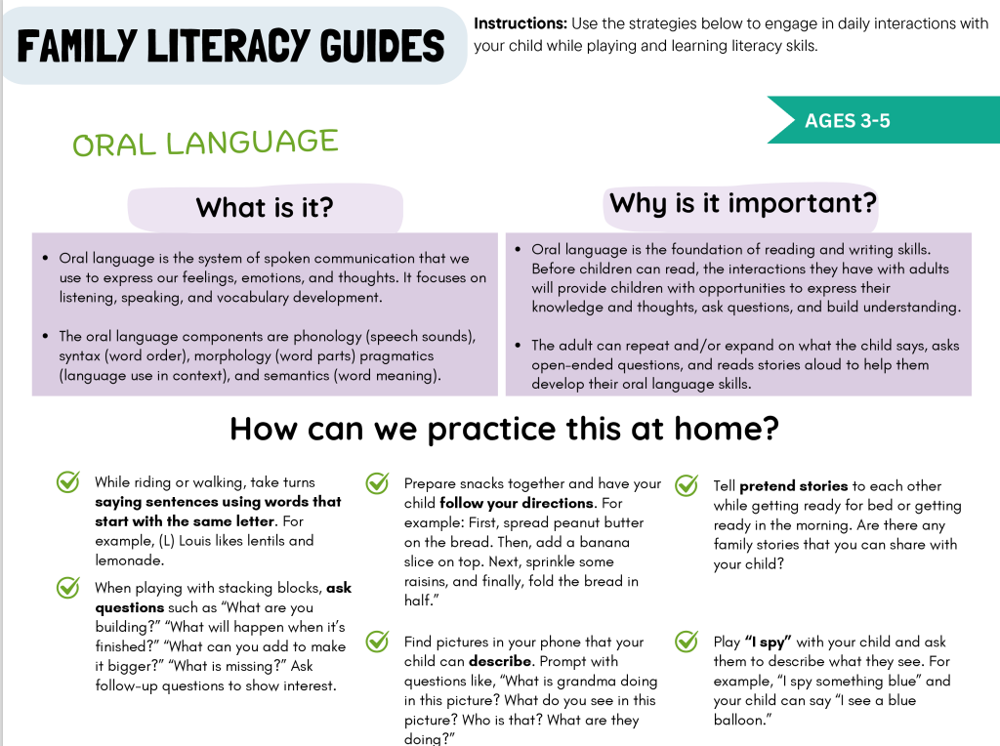 FAMILY LITERACY GUIDES
Instructions: Use the strategies below to engage in daily interactions with
your child while playing and learning literacy skils.
AGES 3-5
ORAL LANGUAGE
What is it?
• Oral language is the system of spoken communication that we
use to express our feelings, emotions, and thoughts. It focuses on
listening, speaking, and vocabulary development.
• The oral language components are phonology (speech sounds),
syntax (word order), morphology (word parts) pragmatics
(language use in context), and semantics (word meaning).
Why is it important?
• Oral language is the foundation of reading and writing skills.
Before children can read, the interactions they have with adults
will provide children with opportunities to express their
knowledge and thoughts, ask questions, and build understanding.
• The adult can repeat and/or expand on what the child says, asks
open-ended questions, and reads stories aloud to help them
develop their oral language skills.
How can we practice this at home?
While riding or walking, take turns
saying sentences using words that
start with the same letter. For
example, (L) Louis likes lentils and
lemonade.
When playing with stacking blocks, ask
questions such as “What are you
building?” “What will happen when it’s
finished?” “What can you add to make
it bigger?” “What is missing?” Ask
follow-up questions to show interest.
Prepare snacks together and have your
child follow your directions. For
example: First, spread peanut butter
on the bread. Then, add a banana
slice on top. Next, sprinkle some
raisins, and finally, fold the bread in
half.”
Find pictures in your phone that your
child can describe. Prompt with
questions like, “What is grandma doing
in this picture? What do you see in this
picture? Who is that? What are they
doing?”
Tell pretend stories to each other
while getting ready for bed or getting
ready in the morning. Are there any
family stories that you can share with
your child?
Play “I spy” with your child and ask
them to describe what they see. For
example, “I spy something blue” and
your child can say “I see a blue
balloon.”